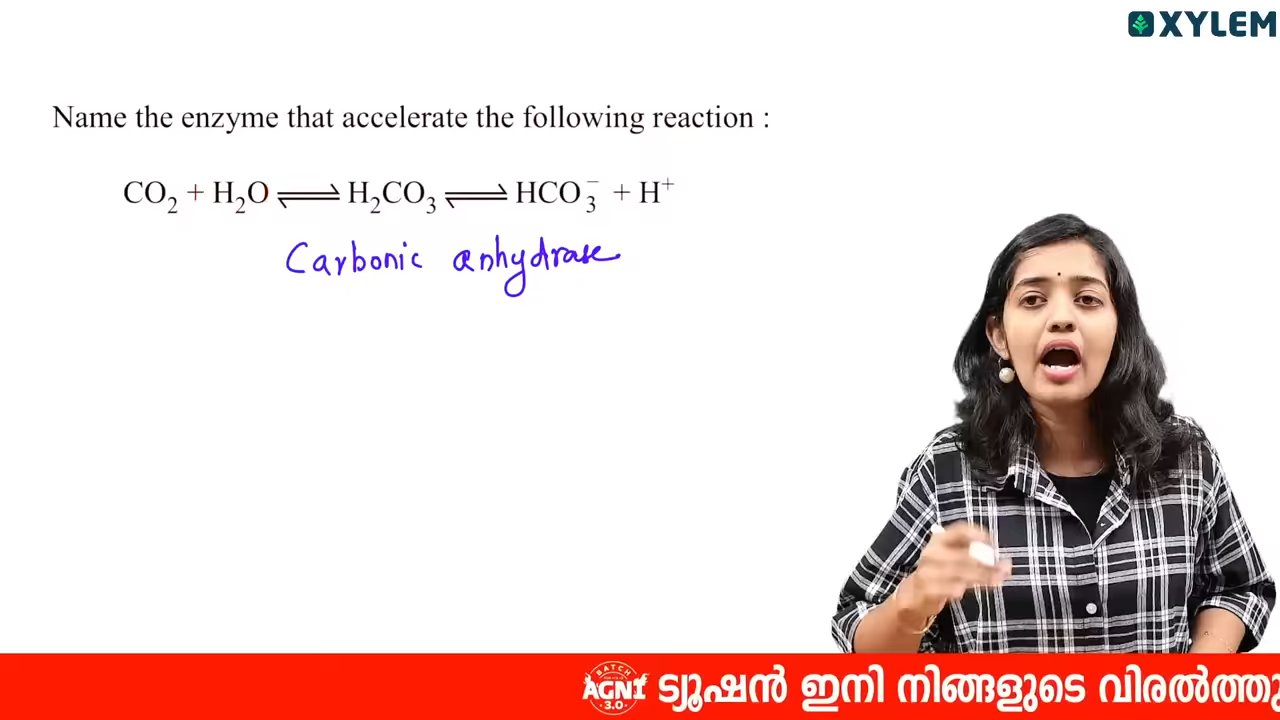 XYLEM
Name the enzyme that accelerate the following reaction :
CO₂ + H₂O ⇌ H₂CO₃ ⇌ HCO₃⁻ + H⁺
Carbonic anhydrase
BATCH
AGNI
3.0
ട്യൂഷൻ ഇനി നിങ്ങളുടെ വിരൽത്തു